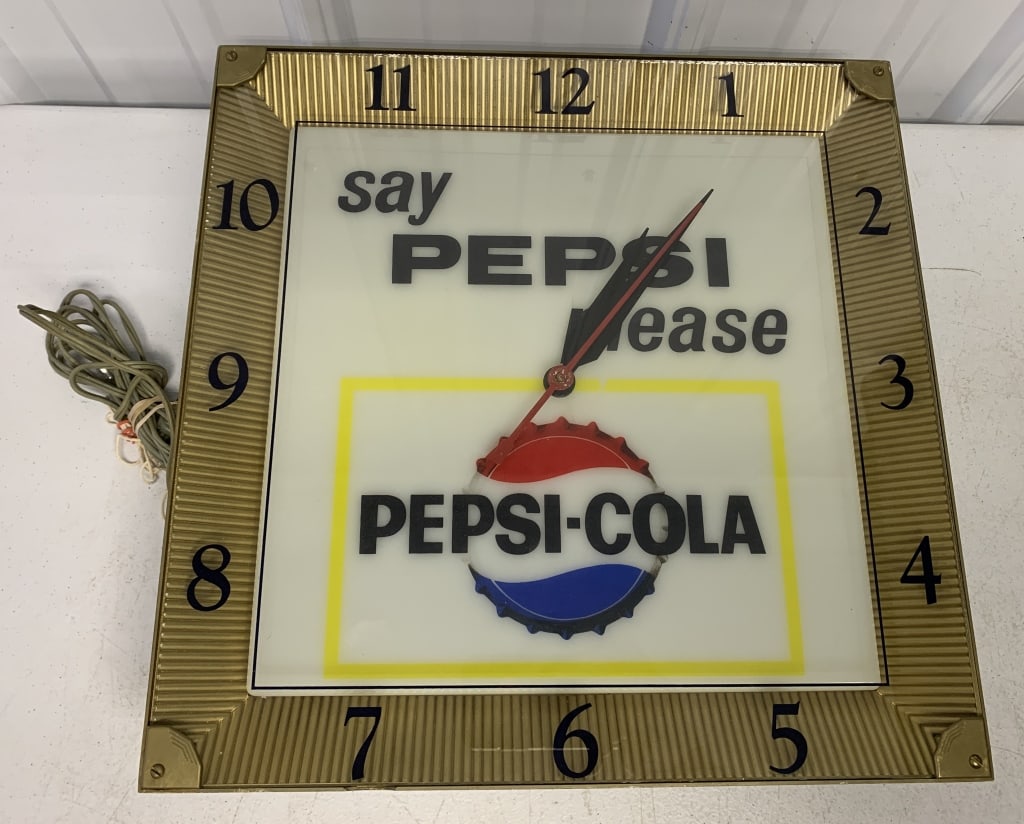 11 12 1
10 2
say
PEPSI
please
9 3
PEPSI-COLA
8 4
7 6 5